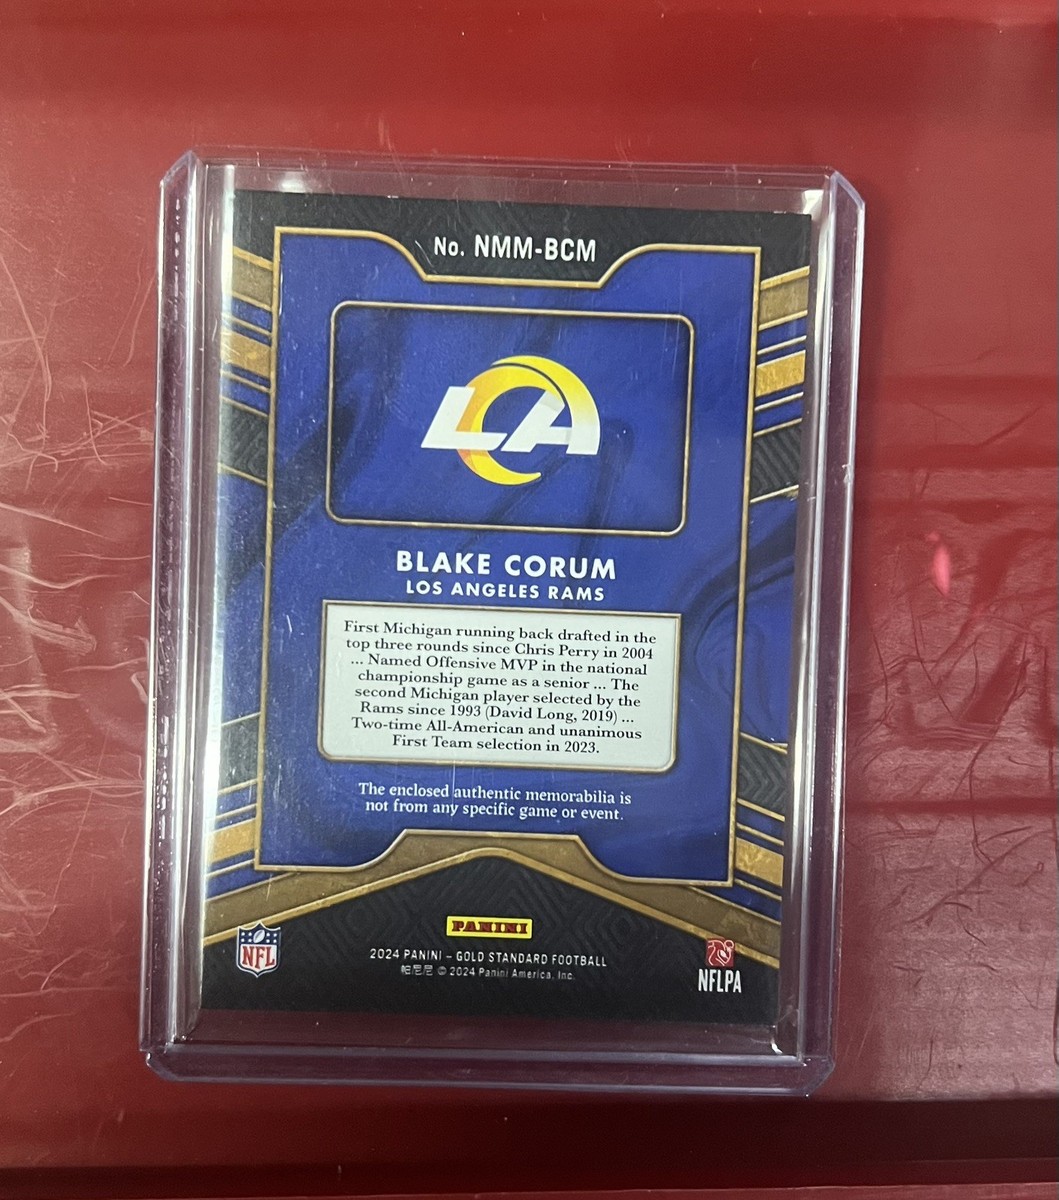 No. NMM-BCM
LA
BLAKE CORUM
LOS ANGELES RAMS
First Michigan running back drafted in the
top three rounds since Chris Perry in 2004
... Named Offensive MVP in the national
championship game as a senior ... The
second Michigan player selected by the
Rams since 1993 (David Long, 2019) ...
Two-time All-American and unanimous
First Team selection in 2023.
The enclosed authentic memorabilia is
not from any specific game or event.
PANINI
NFL
2024 PANINI – GOLD STANDARD FOOTBALL
帕尼尼 © 2024 Panini America, Inc.
NFLPA